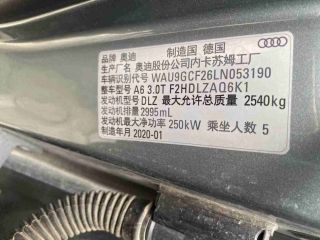 品牌 奥迪 制造国 德国
生产厂名 奥迪股份公司内卡苏姆工厂
车辆识别代号 WAU9GCF26LN053190
整车型号 A6 3.0T F2HDLZAQ6K1
发动机型号 DLZ 最大允许总质量 2540kg
发动机排量 2995mL
发动机最大净功率 250kW 乘坐人数 5
制造年月 2020-01